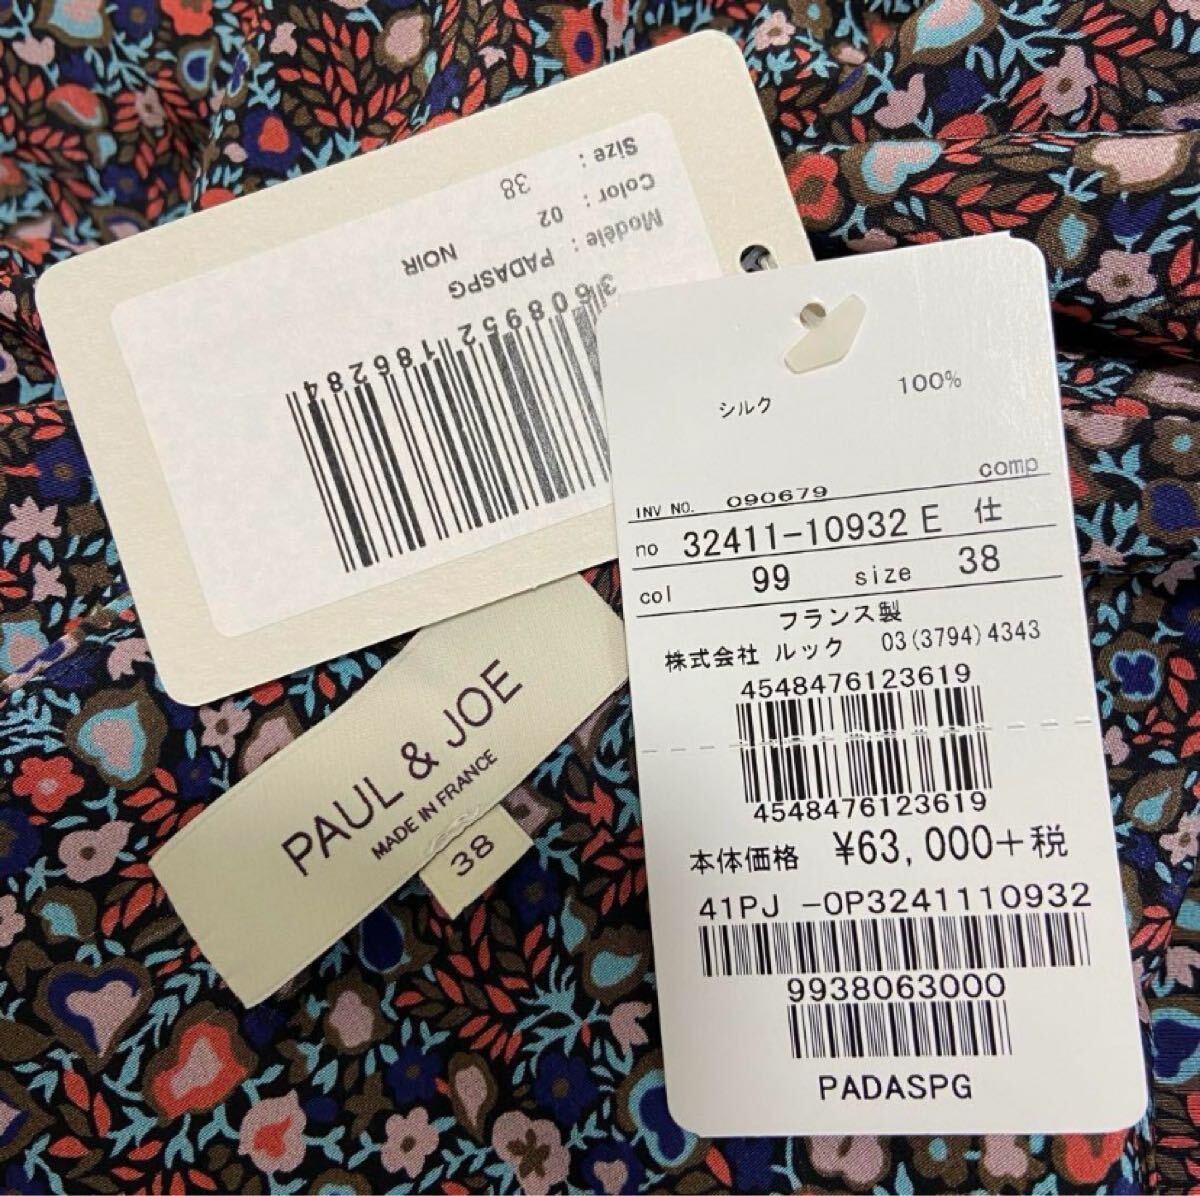 Size : 38
Color : 02
NOIR
Modèle : PADASPG
3608952186284
PAUL & JOE
MADE IN FRANCE
38
シルク 100%
comp
INV NO. 090679
no 32411-10932 E 仕
col 99 size 38
フランス製
株式会社 ルック 03(3794)4343
4548476123619
4548476123619
本体価格 ¥63,000+税
41PJ -OP3241110932
9938063000
PADASPG